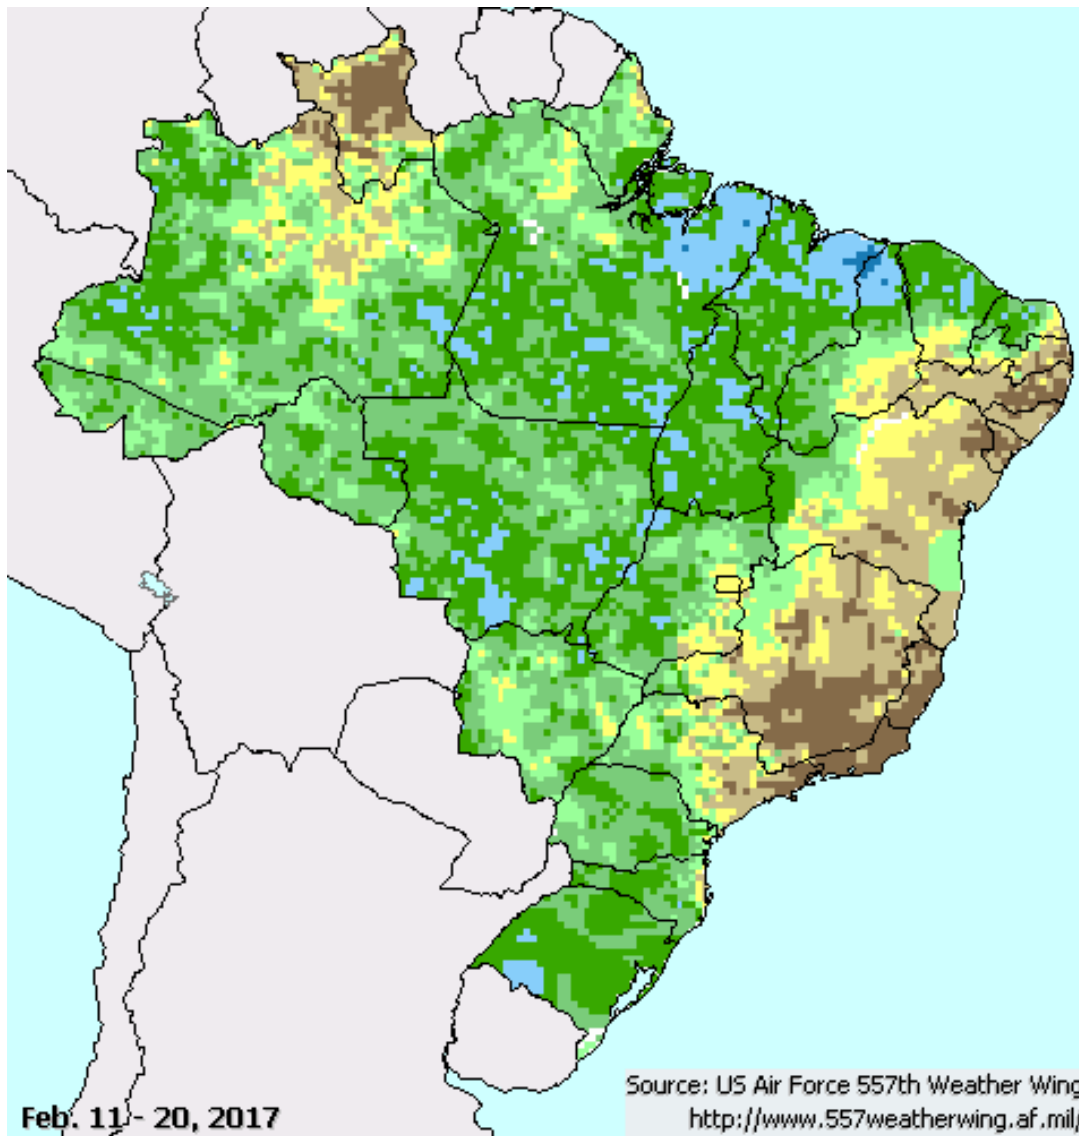 Source: US Air Force 557th Weather Wing
Feb. 11 - 20, 2017
http://www.557weatherwing.af.mil/